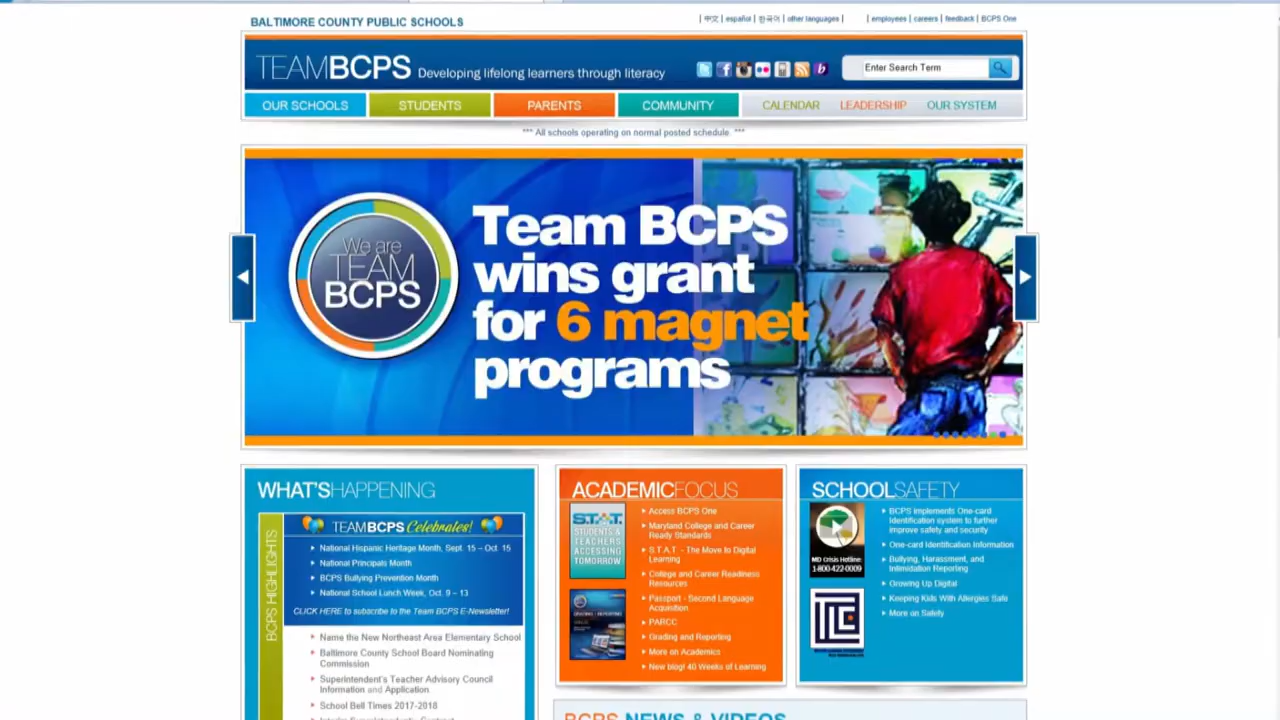 BALTIMORE COUNTY PUBLIC SCHOOLS
| 中文 | español | 한국어 | other languages |
| employees | careers | feedback | BCPS One
TEAMBCPS Developing lifelong learners through literacy
Enter Search Term
OUR SCHOOLS
STUDENTS
PARENTS
COMMUNITY
CALENDAR
LEADERSHIP
OUR SYSTEM
*** All schools operating on normal posted schedule. ***
We are
TEAM
BCPS
Team BCPS
wins grant
for 6 magnet
programs
WHAT'SHAPPENING
BCPS HIGHLIGHTS
TEAMBCPS Celebrates!
National Hispanic Heritage Month, Sept. 15 – Oct. 15
National Principals Month
BCPS Bullying Prevention Month
National School Lunch Week, Oct. 9 – 13
CLICK HERE to subscribe to the Team BCPS E-Newsletter!
Name the New Northeast Area Elementary School
Baltimore County School Board Nominating
Commission
Superintendent's Teacher Advisory Council
Information and Application
School Bell Times 2017-2018
ACADEMICFOCUS
S.T.A.T.
STUDENTS &
TEACHERS
ACCESSING
TOMORROW
Access BCPS One
Maryland College and Career
Ready Standards
S.T.A.T. - The Move to Digital
Learning
College and Career Readiness
Resources
Passport - Second Language
Acquisition
PARCC
Grading and Reporting
More on Academics
New blog! 40 Weeks of Learning
SCHOOLSAFETY
MD Crisis Hotline:
1-800-422-0009
BCPS implements One-card
Identification system to further
improve safety and security
One-card Identification Information
Bullying, Harassment, and
Intimidation Reporting
Growing Up Digital
Keeping Kids With Allergies Safe
More on Safety
BCPS NEWS & VIDEOS